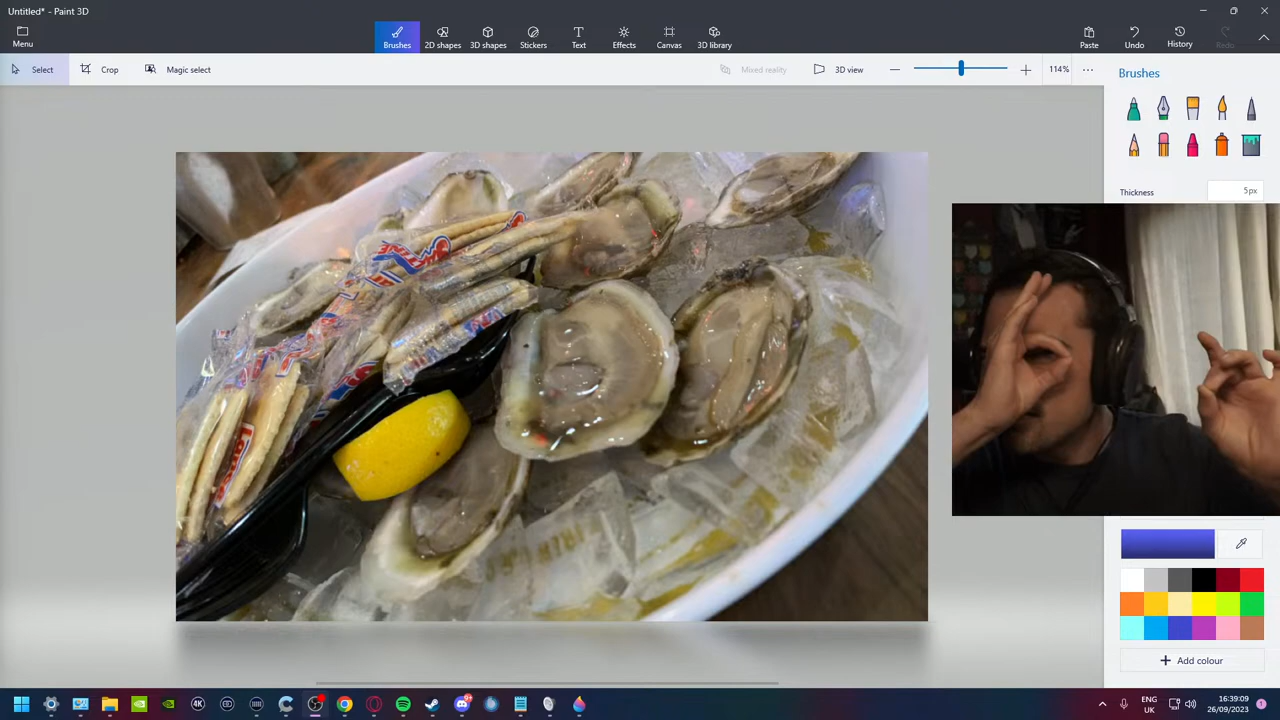 Untitled* - Paint 3D
Menu
Brushes
2D shapes
3D shapes
Stickers
Text
Effects
Canvas
3D library
Paste
Undo
History
Redo
Select
Crop
Magic select
Mixed reality
3D view
114%
Brushes
Thickness
5px
Add colour
9+
ENG
UK
16:39:09
26/09/2023
1